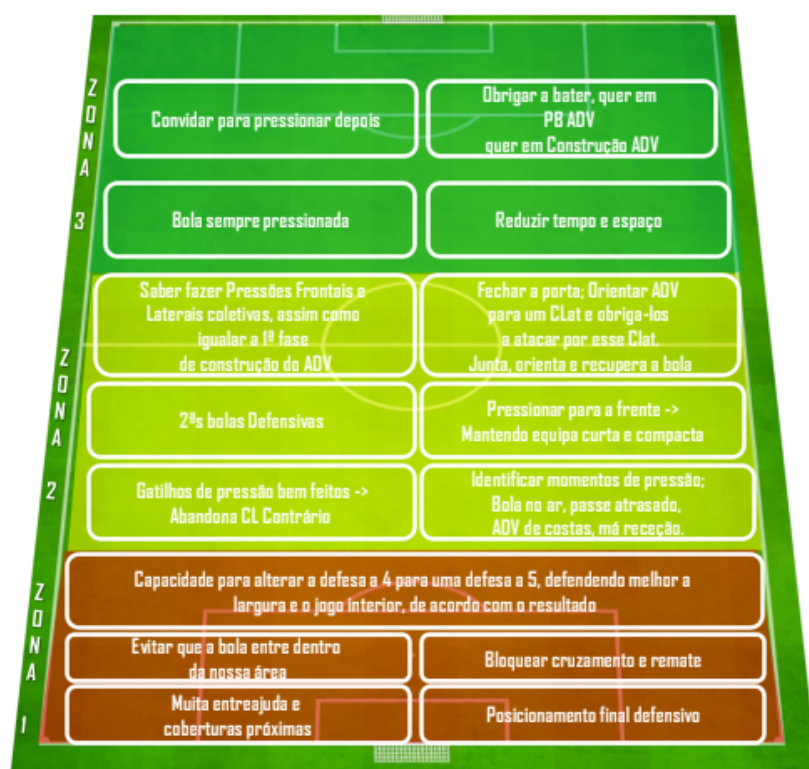 ZONA 3
Convidar para pressionar depois
Obrigar a bater, quer em
PB ADV
quer em Construção ADV
Bola sempre pressionada
Reduzir tempo e espaço
ZONA 2
Saber fazer Pressões Frontais e
Laterais coletivas, assim como
igualar a 1ª fase
de construção do ADV
Fechar a porta; Orientar ADV
para um CLat e obriga-los
a atacar por esse Clat.
Junta, orienta e recupera a bola
2ªs bolas Defensivas
Pressionar para a frente ->
Mantendo equipa curta e compacta
Gatilhos de pressão bem feitos ->
Abandona CL Contrário
Identificar momentos de pressão;
Bola no ar, passe atrasado,
ADV de costas, má receção.
ZONA 1
Capacidade para alterar a defesa a 4 para uma defesa a 5, defendendo melhor a
largura e o jogo interior, de acordo com o resultado
Evitar que a bola entre dentro
da nossa área
Bloquear cruzamento e remate
Muita entreajuda e
coberturas próximas
Posicionamento final defensivo